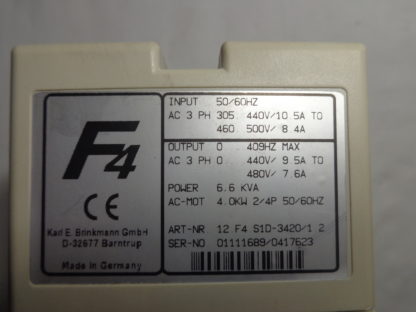 F4
CE
Karl E. Brinkmann GmbH
D-32677 Barntrup
Made in Germany
INPUT 50/60HZ
AC 3 PH 305. 440V/10.5A TO
460. 500V/ 8.4A
OUTPUT 0 409HZ MAX
AC 3 PH 0. 440V/ 9.5A TO
480V/ 7.6A
POWER 6.6 KVA
AC-MOT 4.0KW 2/4P 50/60HZ
ART-NR 12.F4 S1D-3420/1 2
SER-NO 01111689/0417623